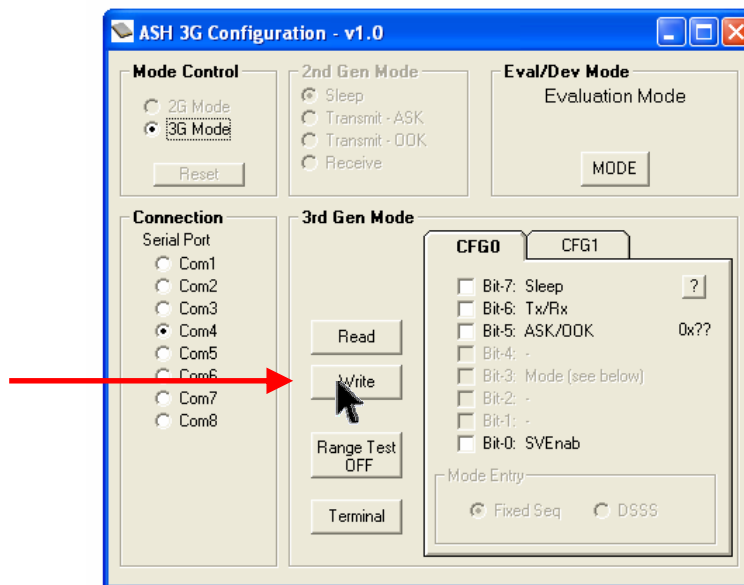 ASH 3G Configuration - v1.0
Mode Control
2G Mode
3G Mode
Reset
2nd Gen Mode
Sleep
Transmit - ASK
Transmit - OOK
Receive
Eval/Dev Mode
Evaluation Mode
MODE
Connection
Serial Port
Com1
Com2
Com3
Com4
Com5
Com6
Com7
Com8
3rd Gen Mode
Read
Write
Range Test
OFF
Terminal
CFG0 CFG1
Bit-7: Sleep ?
Bit-6: Tx/Rx
Bit-5: ASK/OOK 0x??
Bit-4: -
Bit-3: Mode (see below)
Bit-2: -
Bit-1: -
Bit-0: SVEnab
Mode Entry
Fixed Seq DSSS